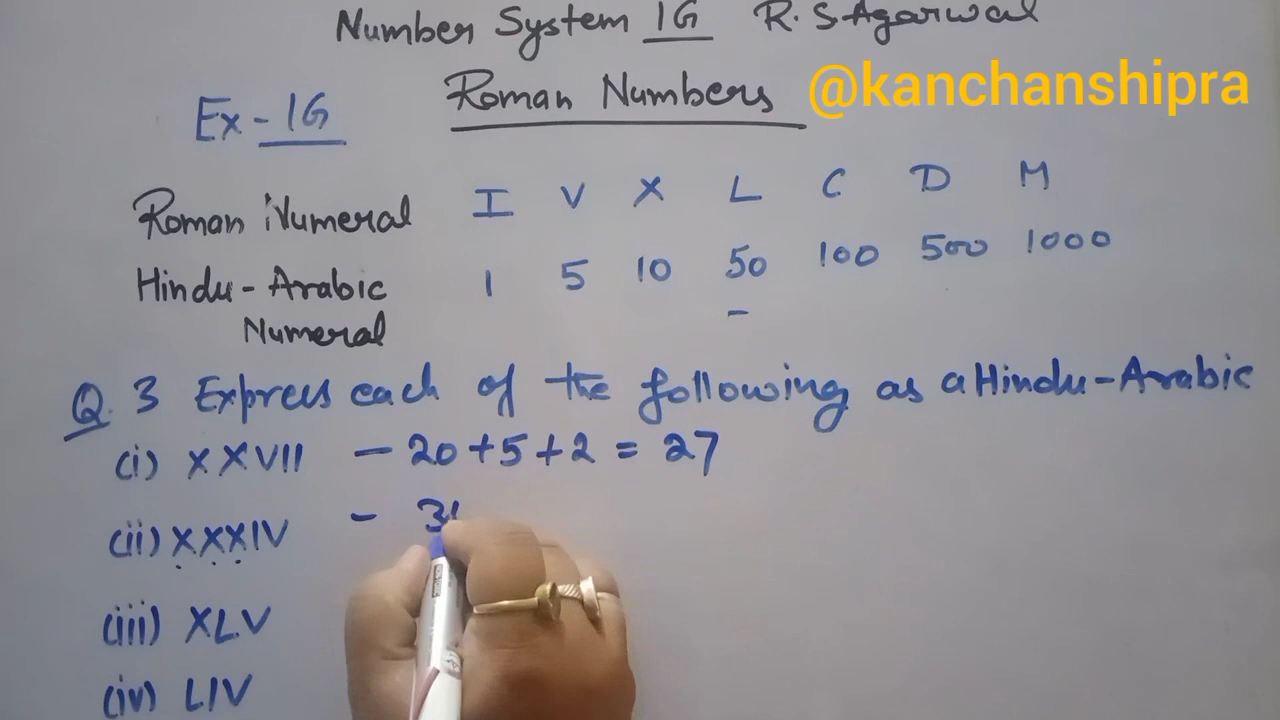 Number System 1G R.S.Agarwal
Roman Numbers @kanchanshipra
Ex-1G
Roman Numeral I V X L C D M
Hindu-Arabic Numeral 1 5 10 50 100 500 1000
Q.3 Express each of the following as a Hindu-Arabic
(i) XXVII - 20+5+2 = 27
(ii) XXXIV - 3
(iii) XLV
(iv) LIV